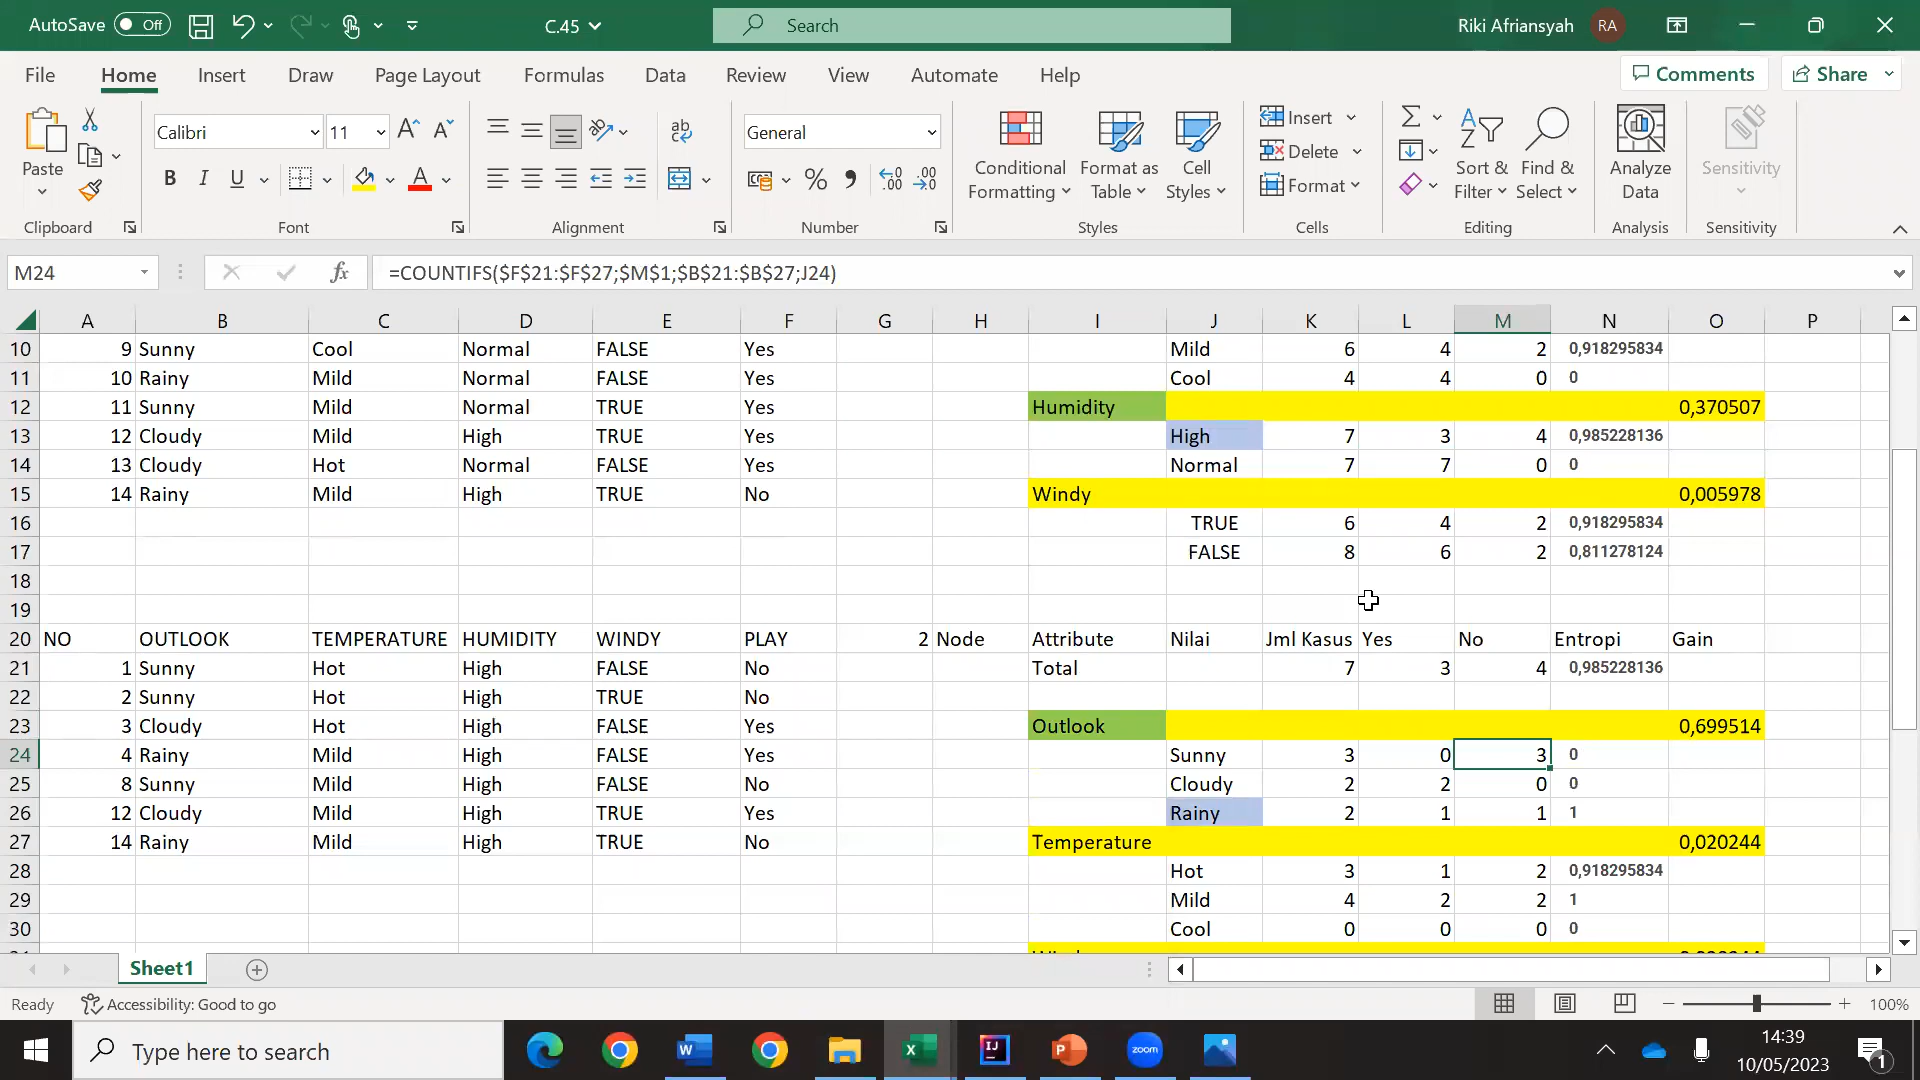 AutoSave Off C.45 Search Riki Afriansyah RA
File Home Insert Draw Page Layout Formulas Data Review View Automate Help Comments Share
Paste Calibri 11 General Conditional Formatting Format as Table Cell Styles Insert Delete Format Sort & Filter Find & Select Analyze Data Sensitivity
Clipboard Font Alignment Number Styles Cells Editing Analysis Sensitivity
M24 fx =COUNTIFS($F$21:$F$27;$M$1;$B$21:$B$27;J24)
A B C D E F G H I J K L M N O P
10 9 Sunny Cool Normal FALSE Yes Mild 6 4 2 0,918295834
11 10 Rainy Mild Normal FALSE Yes Cool 4 4 0 0
12 11 Sunny Mild Normal TRUE Yes Humidity 0,370507
13 12 Cloudy Mild High TRUE Yes High 7 3 4 0,985228136
14 13 Cloudy Hot Normal FALSE Yes Normal 7 7 0 0
15 14 Rainy Mild High TRUE No Windy 0,005978
16 TRUE 6 4 2 0,918295834
17 FALSE 8 6 2 0,811278124
18
19
20 NO OUTLOOK TEMPERATURE HUMIDITY WINDY PLAY 2 Node Attribute Nilai Jml Kasus Yes No Entropi Gain
21 1 Sunny Hot High FALSE No Total 7 3 4 0,985228136
22 2 Sunny Hot High TRUE No
23 3 Cloudy Hot High FALSE Yes Outlook 0,699514
24 4 Rainy Mild High FALSE Yes Sunny 3 0 3 0
25 8 Sunny Mild High FALSE No Cloudy 2 2 0 0
26 12 Cloudy Mild High TRUE Yes Rainy 2 1 1 1
27 14 Rainy Mild High TRUE No Temperature 0,020244
28 Hot 3 1 2 0,918295834
29 Mild 4 2 2 1
30 Cool 0 0 0 0
Sheet1
Ready Accessibility: Good to go 100%
Type here to search 14:39
10/05/2023 1